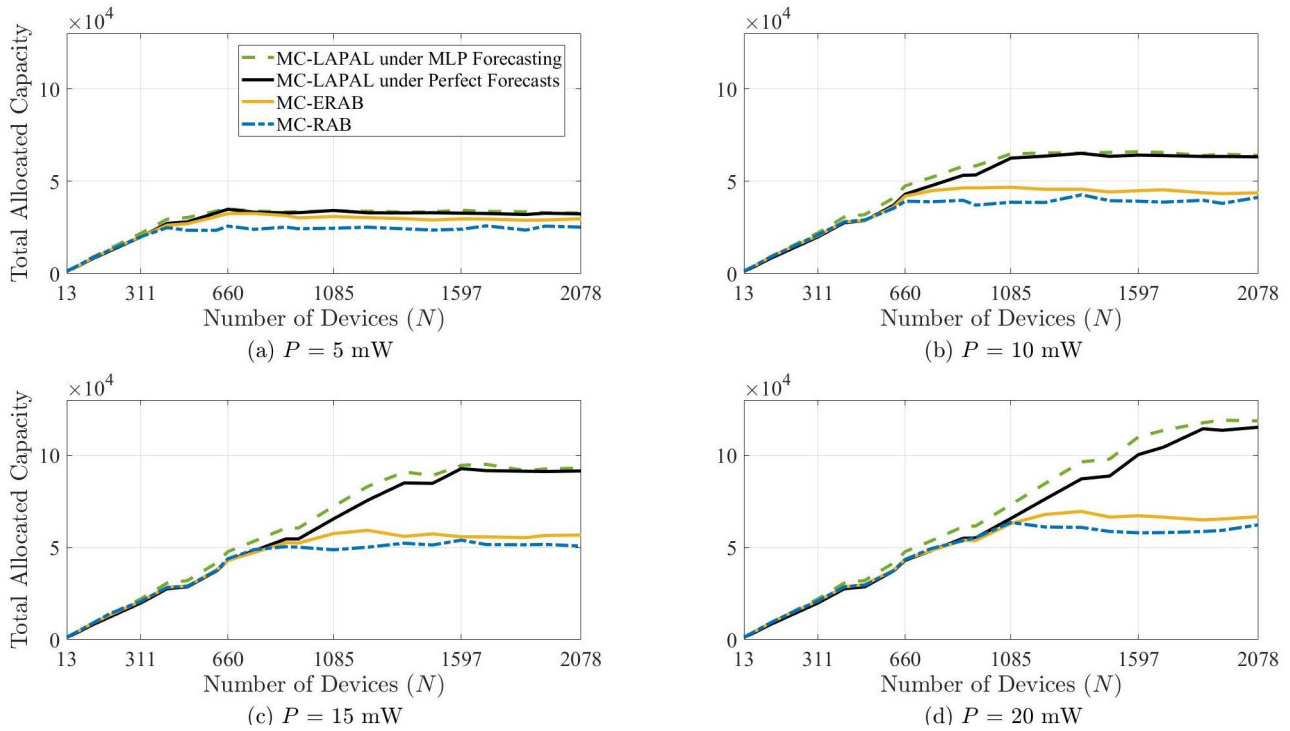 ×10⁴
Total Allocated Capacity
10
5
0
MC-LAPAL under MLP Forecasting
MC-LAPAL under Perfect Forecasts
MC-ERAB
MC-RAB
13 311 660 1085 1597 2078
Number of Devices (N)
(a) P = 5 mW
×10⁴
10
5
0
13 311 660 1085 1597 2078
Number of Devices (N)
(b) P = 10 mW
×10⁴
Total Allocated Capacity
10
5
0
13 311 660 1085 1597 2078
Number of Devices (N)
(c) P = 15 mW
×10⁴
10
5
0
13 311 660 1085 1597 2078
Number of Devices (N)
(d) P = 20 mW